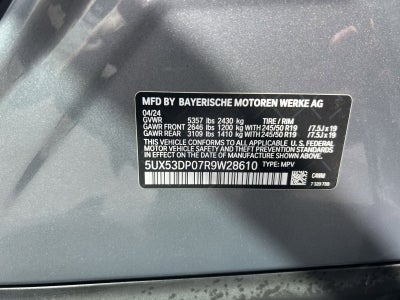 MFD BY BAYERISCHE MOTOREN WERKE AG
04/24
GVWR 5357 lbs 2430 kg TIRE / RIM
GAWR FRONT 2646 lbs 1200 kg WITH 245/50 R19 /7.5Jx19
GAWR REAR 3109 lbs 1410 kg WITH 245/50 R19 /7.5Jx19
THIS VEHICLE CONFORMS TO ALL APPLICABLE U. S. FEDERAL
MOTOR VEHICLE SAFETY AND THEFT PREVENTION STANDARDS IN
EFFECT ON THE DATE OF MANUFACTURE SHOWN ABOVE.
5UX53DP07R9W28610 TYPE: MPV